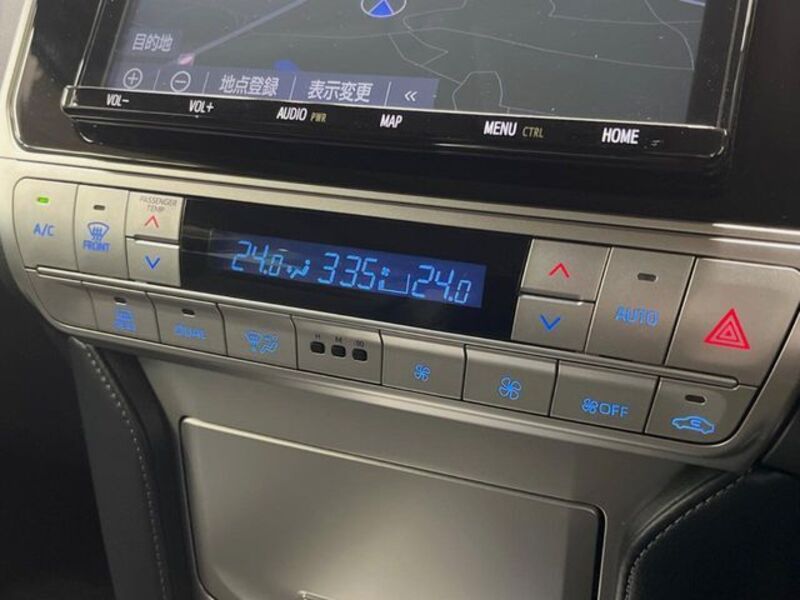 目的地
地点登録 表示変更 «
VOL- VOL+ AUDIO PWR MAP MENU CTRL HOME
A/C
FRONT
PASSENGER
TEMP
24.0 3:35 24.0
AUTO
DUAL
H M :00
OFF